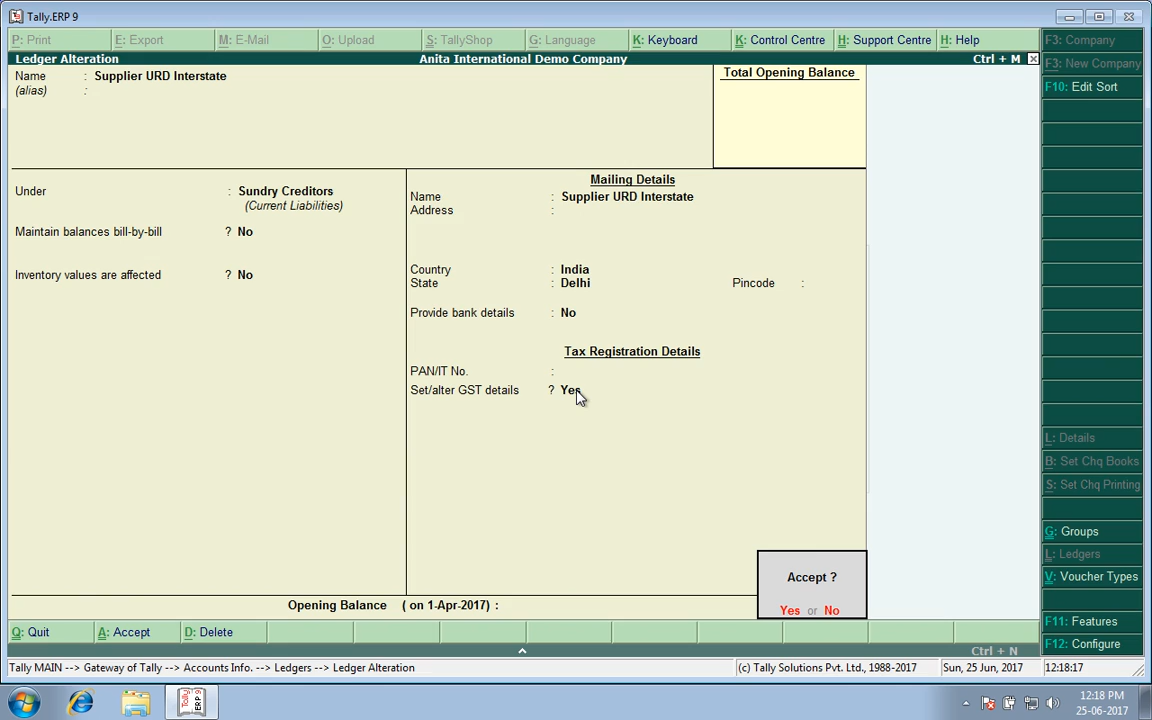 Tally.ERP 9
P: Print E: Export M: E-Mail O: Upload S: TallyShop G: Language K: Keyboard K: Control Centre H: Support Centre H: Help
Ledger Alteration Anita International Demo Company Ctrl + M
Name : Supplier URD Interstate
(alias) :
Total Opening Balance
Under : Sundry Creditors
(Current Liabilities)
Maintain balances bill-by-bill ? No
Inventory values are affected ? No
Mailing Details
Name : Supplier URD Interstate
Address :
Country : India
State : Delhi Pincode :
Provide bank details : No
Tax Registration Details
PAN/IT No. :
Set/alter GST details ? Yes
Accept ?
Yes or No
Opening Balance ( on 1-Apr-2017) :
F3: Company
F3: New Company
F10: Edit Sort
L: Details
B: Set Chq Books
S: Set Chq Printing
G: Groups
L: Ledgers
V: Voucher Types
F11: Features
F12: Configure
Q: Quit A: Accept D: Delete
Ctrl + N
Tally MAIN --> Gateway of Tally --> Accounts Info. --> Ledgers --> Ledger Alteration (c) Tally Solutions Pvt. Ltd., 1988-2017 Sun, 25 Jun, 2017 12:18:17
Tally
ERP 9
12:18 PM
25-06-2017